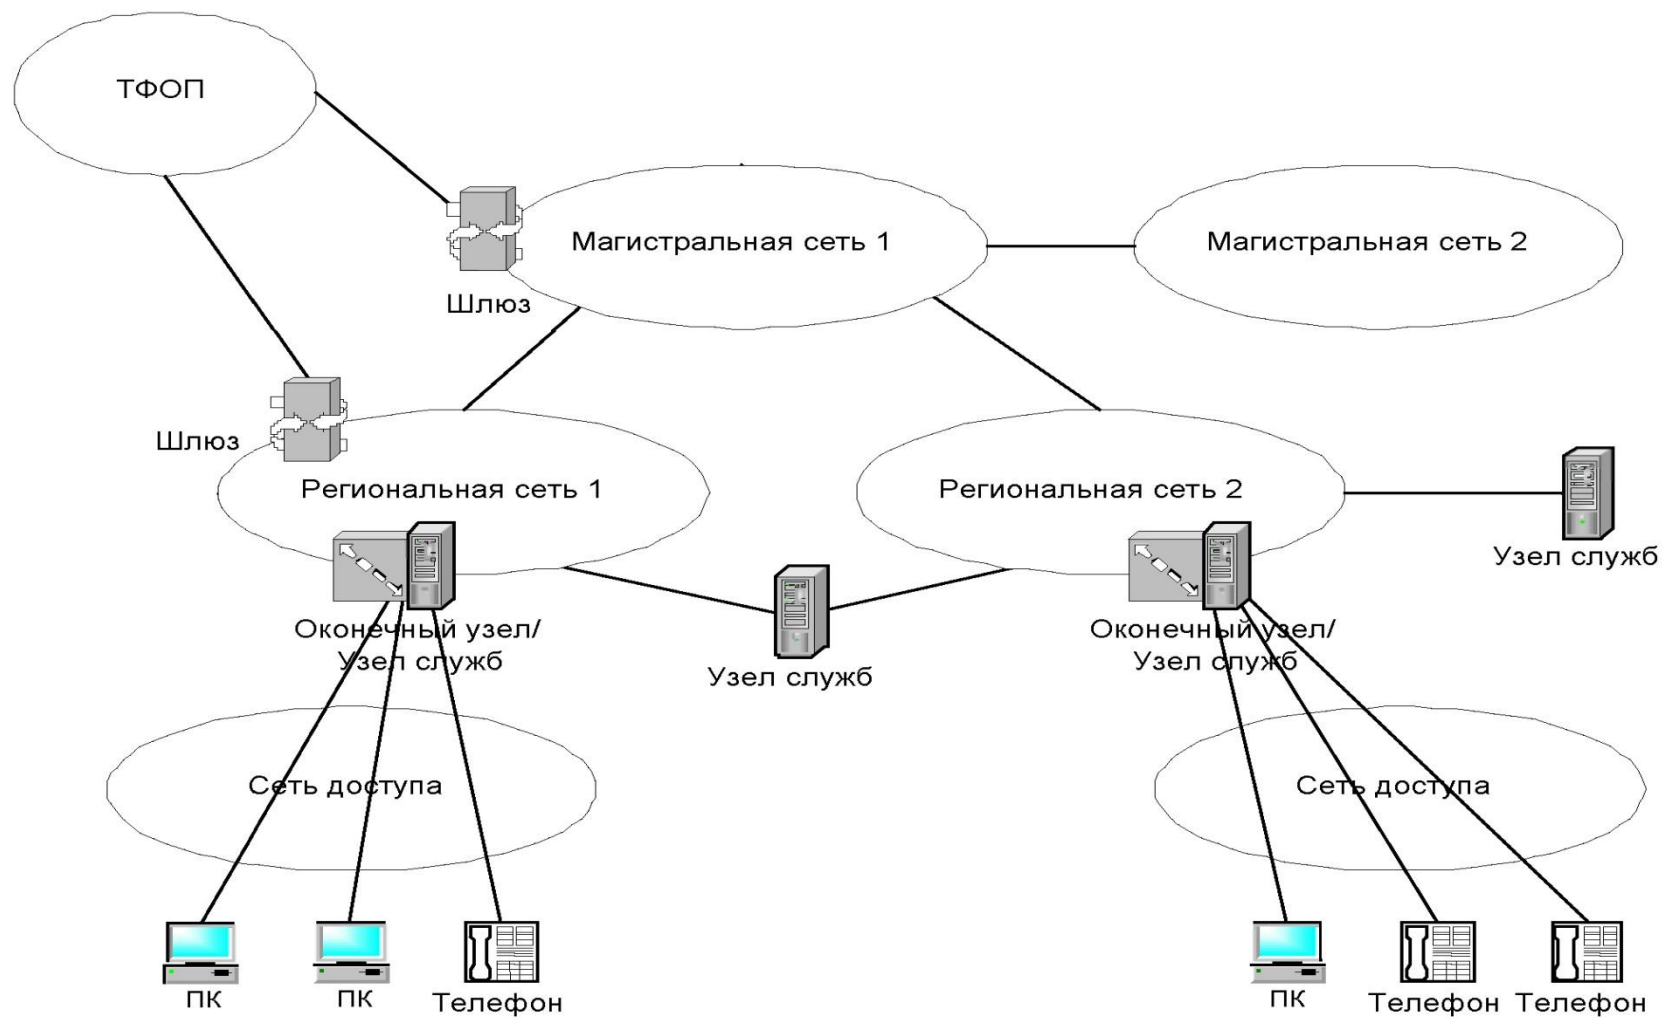 ТФОП
Магистральная сеть 1
Магистральная сеть 2
Шлюз
Шлюз
Региональная сеть 1
Региональная сеть 2
Узел служб
Оконечный узел/
Узел служб
Оконечный узел/
Узел служб
Узел служб
Сеть доступа
Сеть доступа
ПК
ПК
Телефон
ПК
Телефон
Телефон